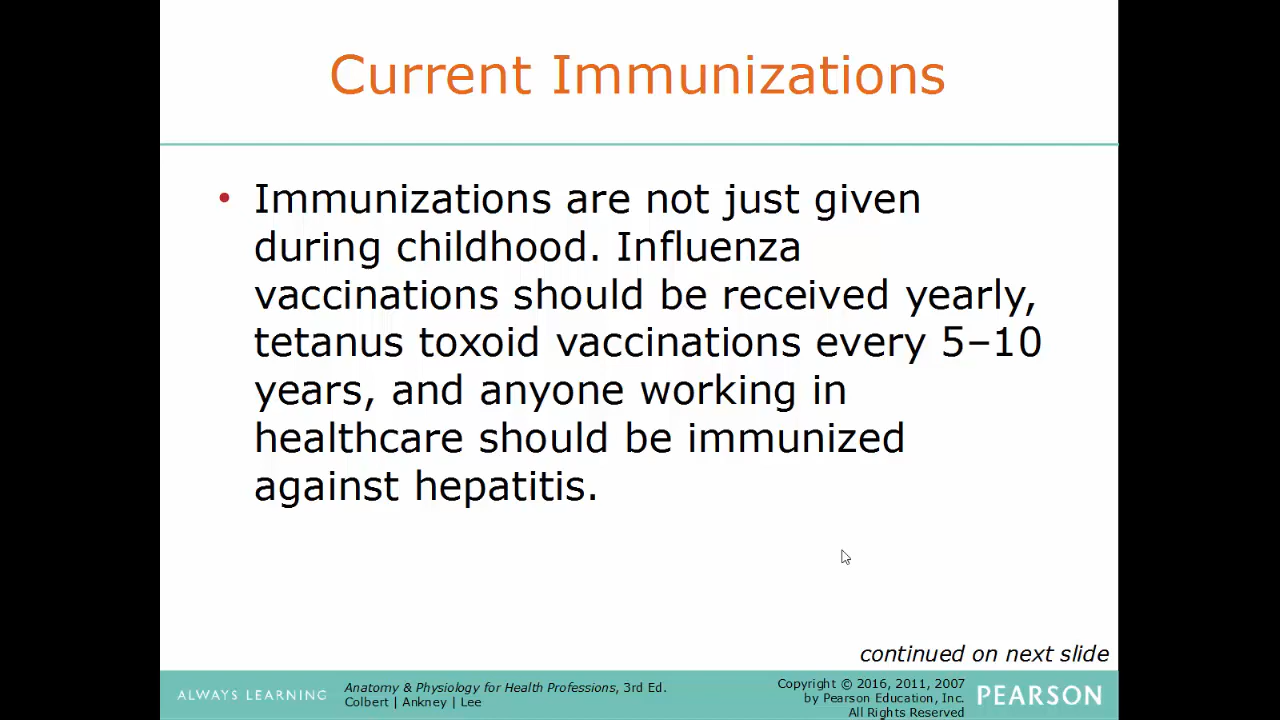 Current Immunizations
• Immunizations are not just given
during childhood. Influenza
vaccinations should be received yearly,
tetanus toxoid vaccinations every 5–10
years, and anyone working in
healthcare should be immunized
against hepatitis.
continued on next slide
ALWAYS LEARNING
Anatomy & Physiology for Health Professions, 3rd Ed.
Colbert | Ankney | Lee
Copyright © 2016, 2011, 2007
by Pearson Education, Inc.
All Rights Reserved
PEARSON